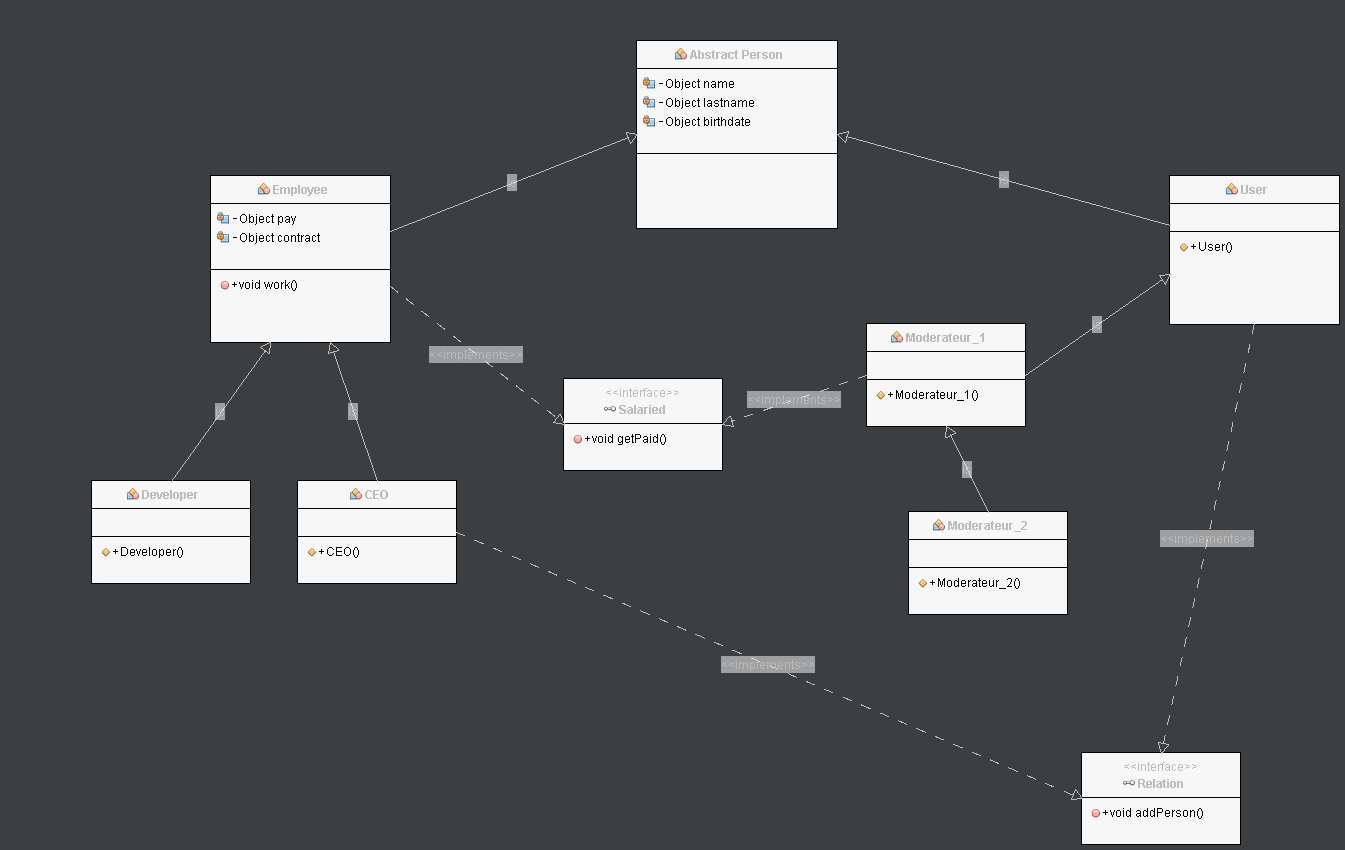 Abstract Person
- Object name
- Object lastname
- Object birthdate
Employee
- Object pay
- Object contract
+void work()
User
+User()
<<implements>>
<<interface>>
Salaried
+void getPaid()
<<implements>>
Moderateur_1
+Moderateur_1()
Developer
+Developer()
CEO
+CEO()
Moderateur_2
+Moderateur_2()
<<implements>>
<<implements>>
<<interface>>
Relation
+void addPerson()